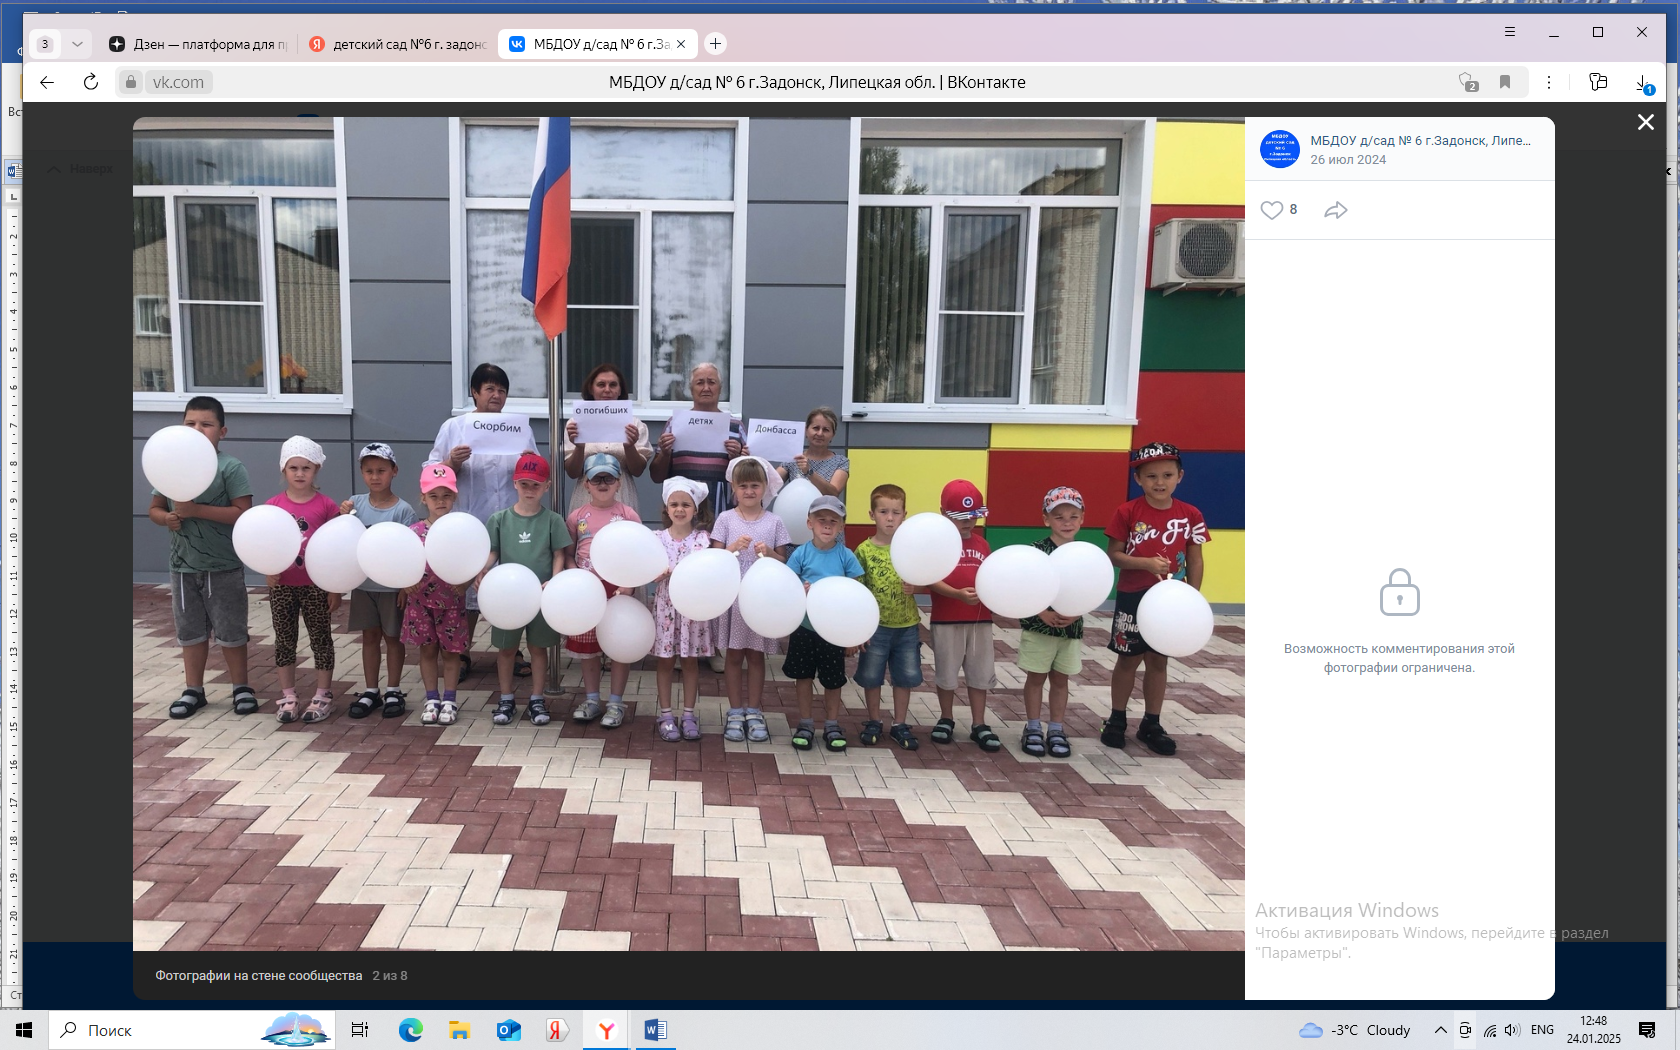 3
Дзен — платформа для п
детский сад №6 г. задонс
МБДОУ д/сад № 6 г.За
vk.com
МБДОУ д/сад № 6 г.Задонск, Липецкая обл. | ВКонтакте
2
1
Наверх
МБДОУ д/сад № 6 г.Задонск, Липе...
26 июл 2024
8
Скорбим
о погибших
детях
Донбасса
Возможность комментирования этой
фотографии ограничена.
Активация Windows
Чтобы активировать Windows, перейдите в раздел
"Параметры".
Фотографии на стене сообщества 2 из 8
Поиск
-3°C Cloudy
ENG
12:48
24.01.2025